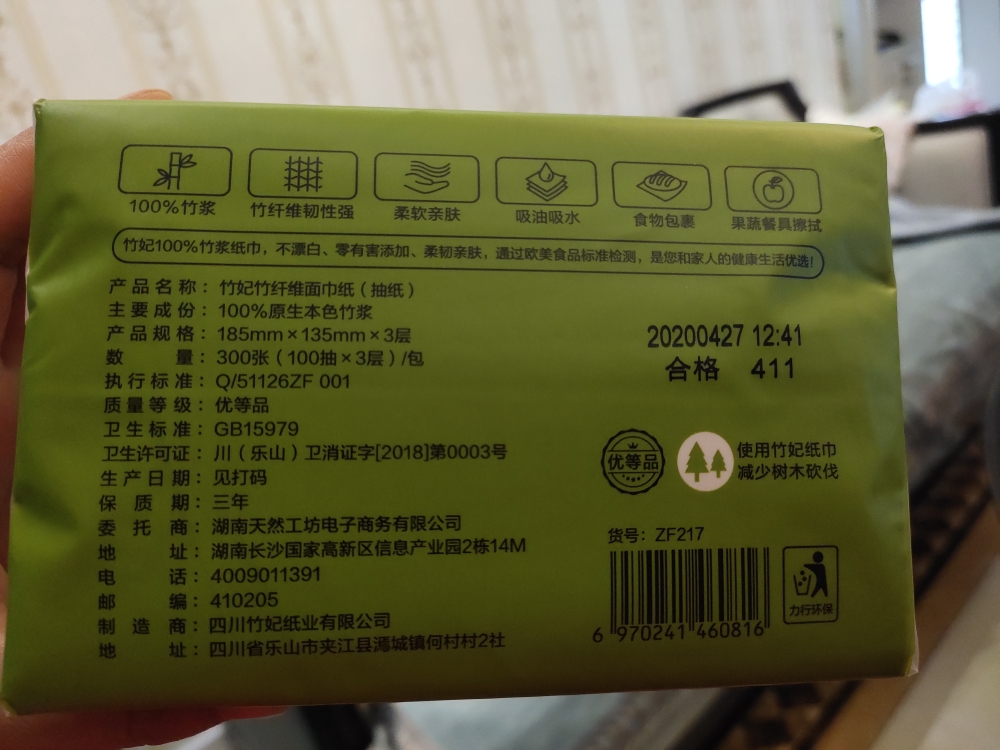 100%竹浆
竹纤维韧性强
柔软亲肤
吸油吸水
食物包裹
果蔬餐具擦拭
竹妃100%竹浆纸巾，不漂白、零有害添加、柔韧亲肤，通过欧美食品标准检测，是您和家人的健康生活优选！
产品名称：竹妃竹纤维面巾纸（抽纸）
主要成份：100%原生本色竹浆
产品规格：185mm×135mm×3层
数量：300张（100抽×3层）/包
执行标准：Q/51126ZF 001
质量等级：优等品
卫生标准：GB15979
卫生许可证：川（乐山）卫消证字[2018]第0003号
生产日期：见打码
保质期：三年
委托商：湖南天然工坊电子商务有限公司
地址：湖南长沙国家高新区信息产业园2栋14M
电话：4009011391
邮编：410205
制造商：四川竹妃纸业有限公司
地址：四川省乐山市夹江县漹城镇何村村2社
20200427 12:41
合格 411
优等品
使用竹妃纸巾
减少树木砍伐
货号：ZF217
6 970241 460816
力行环保